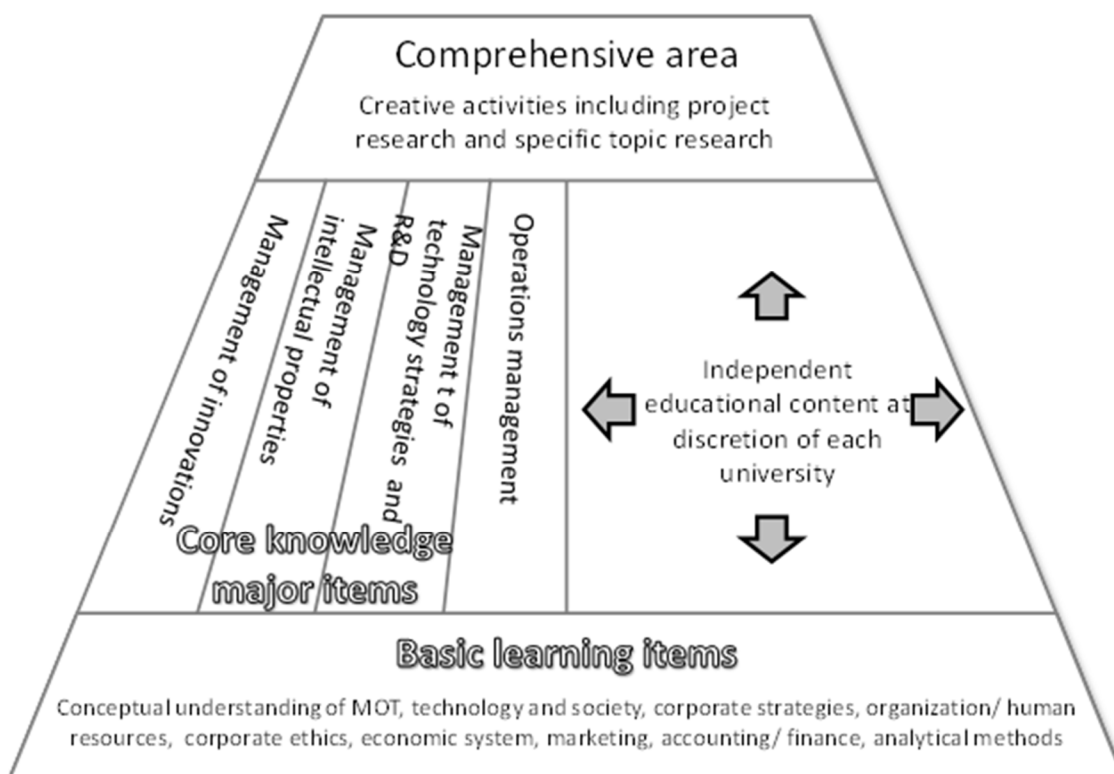 Comprehensive area
Creative activities including project
research and specific topic research
Management of innovations
Management of
intellectual properties
Management t of
technology strategies and
R&D
Operations management
Core knowledge
major items
Independent
educational content at
discretion of each
university
Basic learning items
Conceptual understanding of MOT, technology and society, corporate strategies, organization/ human
resources, corporate ethics, economic system, marketing, accounting/ finance, analytical methods